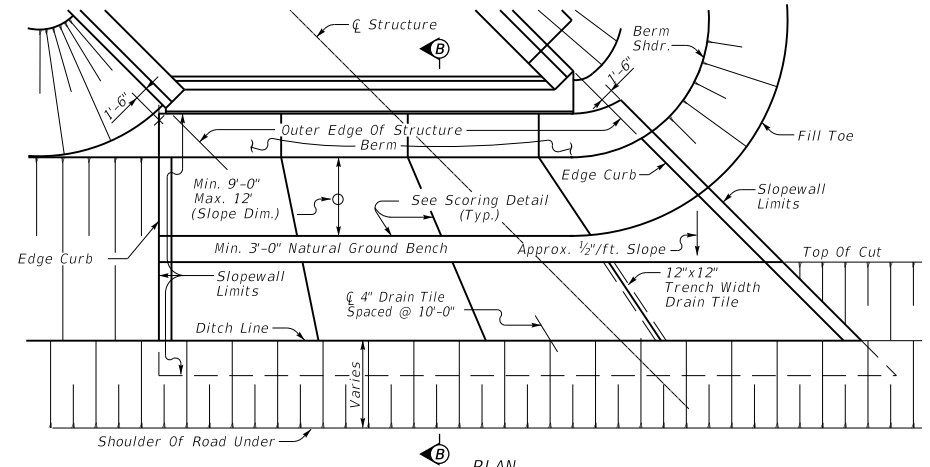 ℄ Structure
B
Berm
Shdr.
1'-6"
1'-6"
Outer Edge Of Structure
Berm
Fill Toe
Edge Curb
Min. 9'-0"
Max. 12'
(Slope Dim.)
See Scoring Detail
(Typ.)
Slopewall
Limits
Min. 3'-0" Natural Ground Bench
Approx. ½"/ft. Slope
Top Of Cut
Edge Curb
Slopewall
Limits
℄ 4" Drain Tile
Spaced @ 10'-0"
12"x12"
Trench Width
Drain Tile
Ditch Line
Varies
Shoulder Of Road Under
B
PLAN